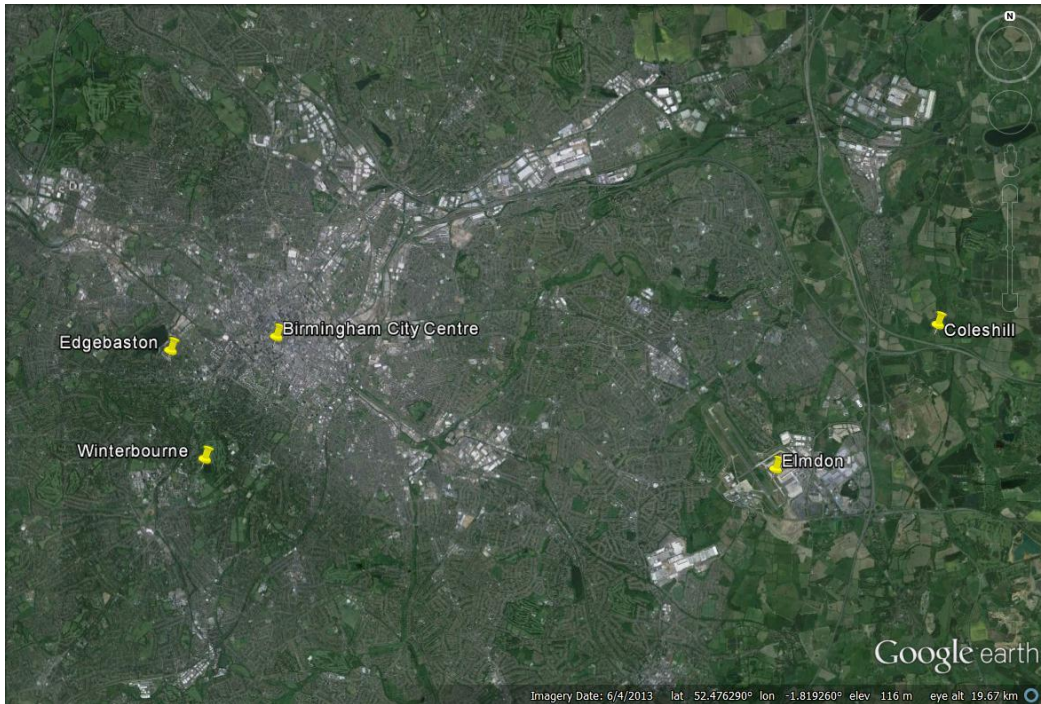 N
Birmingham City Centre
Edgebaston
Coleshill
Winterbourne
Elmdon
Google earth
Imagery Date: 6/4/2013 lat 52.476290° lon -1.819260° elev 116 m eye alt 19.67 km